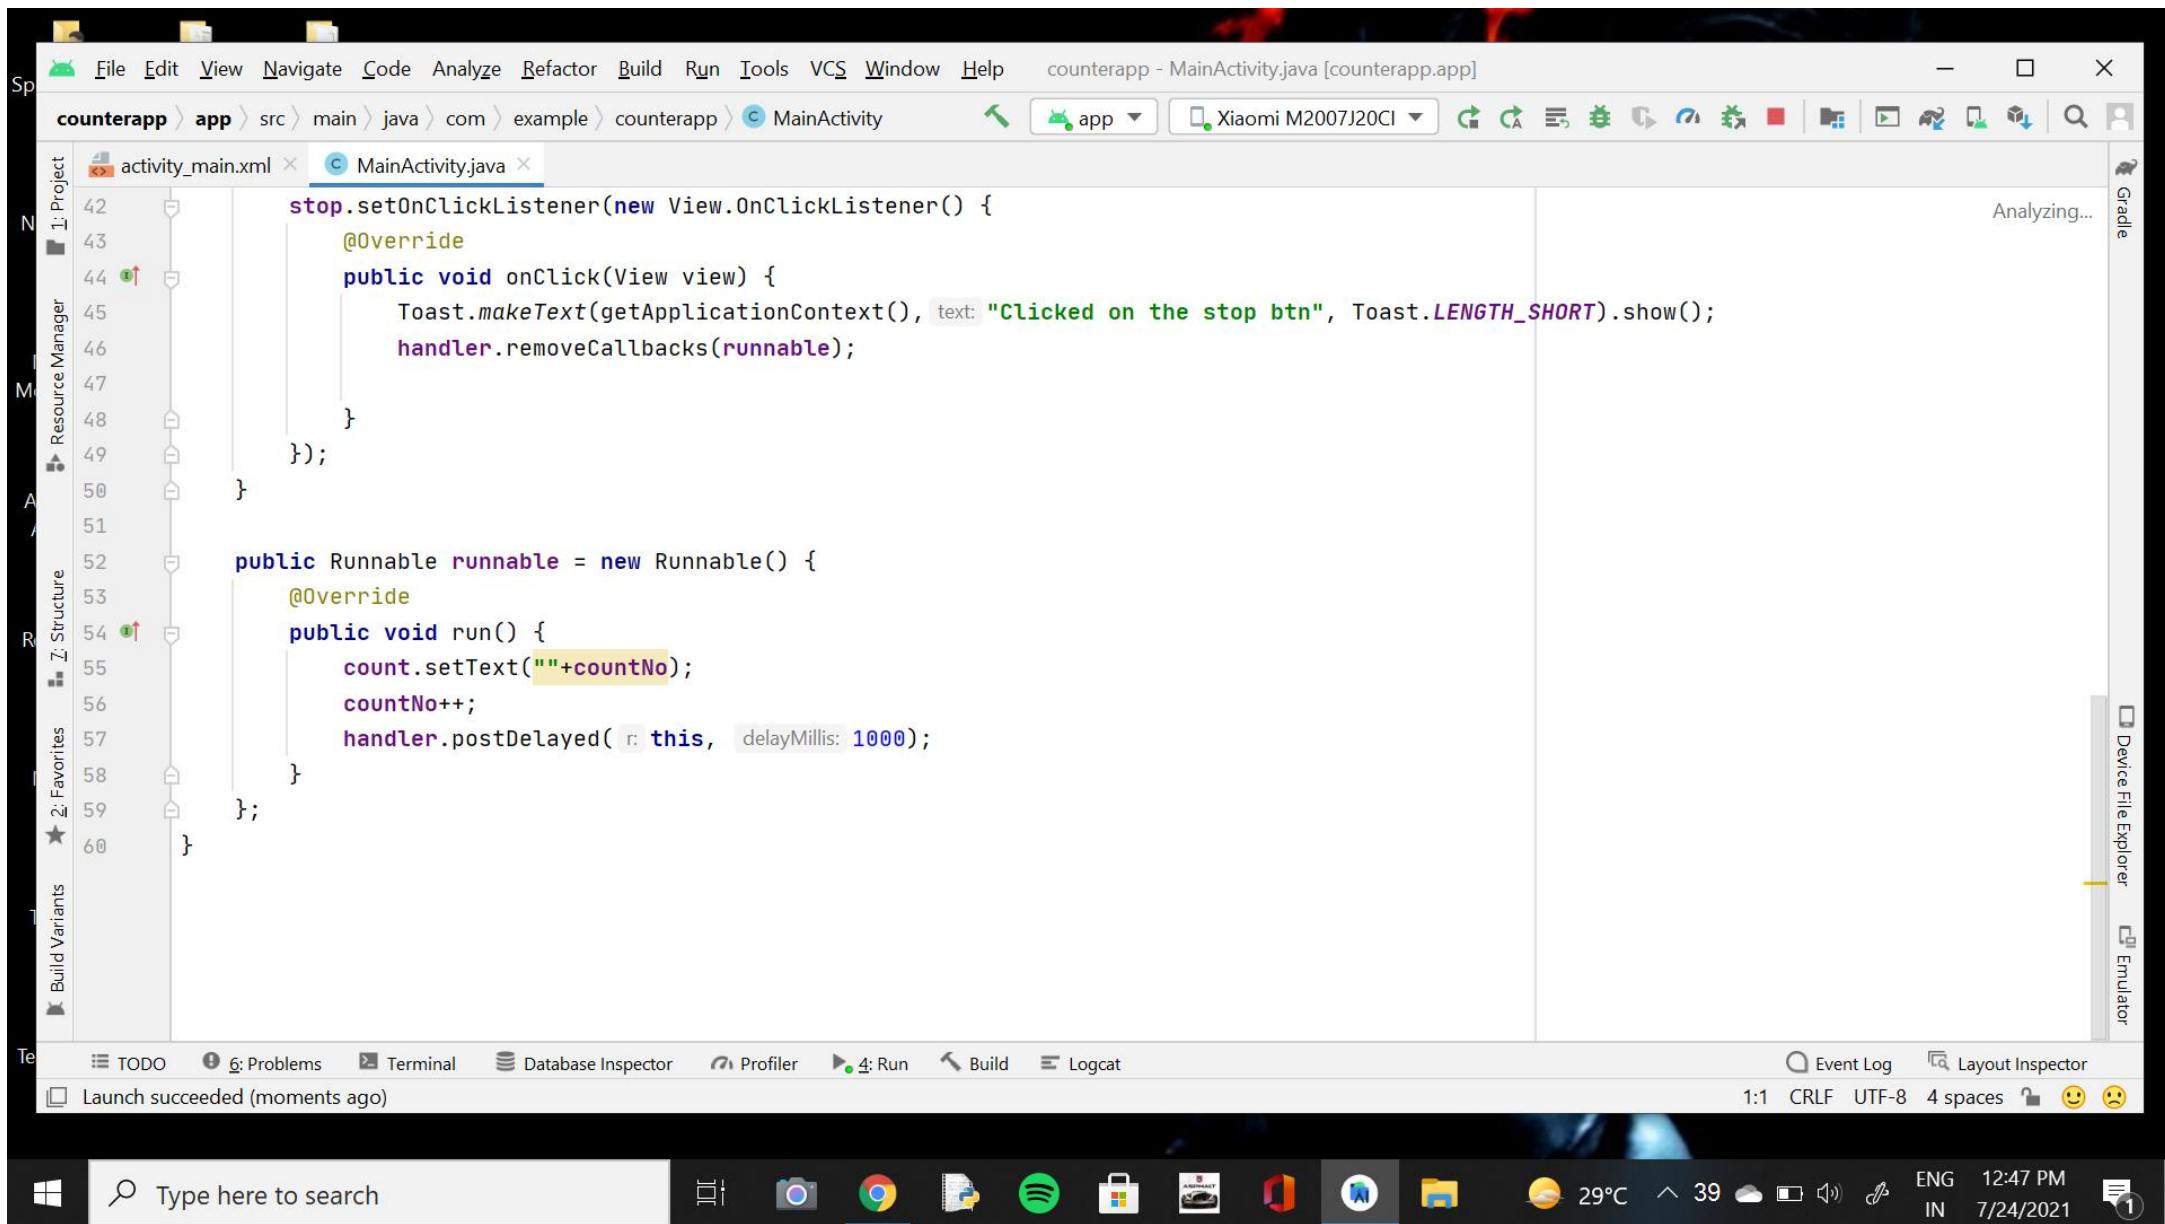 File Edit View Navigate Code Analyze Refactor Build Run Tools VCS Window Help counterapp - MainActivity.java [counterapp.app]
counterapp app src main java com example counterapp C MainActivity app Xiaomi M2007J20CI
activity_main.xml C MainActivity.java
42 stop.setOnClickListener(new View.OnClickListener() {
Analyzing...
43 @Override
44 public void onClick(View view) {
45 Toast.makeText(getApplicationContext(), text: "Clicked on the stop btn", Toast.LENGTH_SHORT).show();
46 handler.removeCallbacks(runnable);
47
48 }
49 });
50 }
51
52 public Runnable runnable = new Runnable() {
53 @Override
54 public void run() {
55 count.setText(""+countNo);
56 countNo++;
57 handler.postDelayed( r: this, delayMillis: 1000);
58 }
59 };
60 }
1: Project
Resource Manager
7: Structure
2: Favorites
Build Variants
Gradle
Device File Explorer
Emulator
TODO 6: Problems Terminal Database Inspector Profiler 4: Run Build Logcat Event Log Layout Inspector
Launch succeeded (moments ago) 1:1 CRLF UTF-8 4 spaces
Type here to search 29°C 39 ENG 12:47 PM
IN 7/24/2021 1